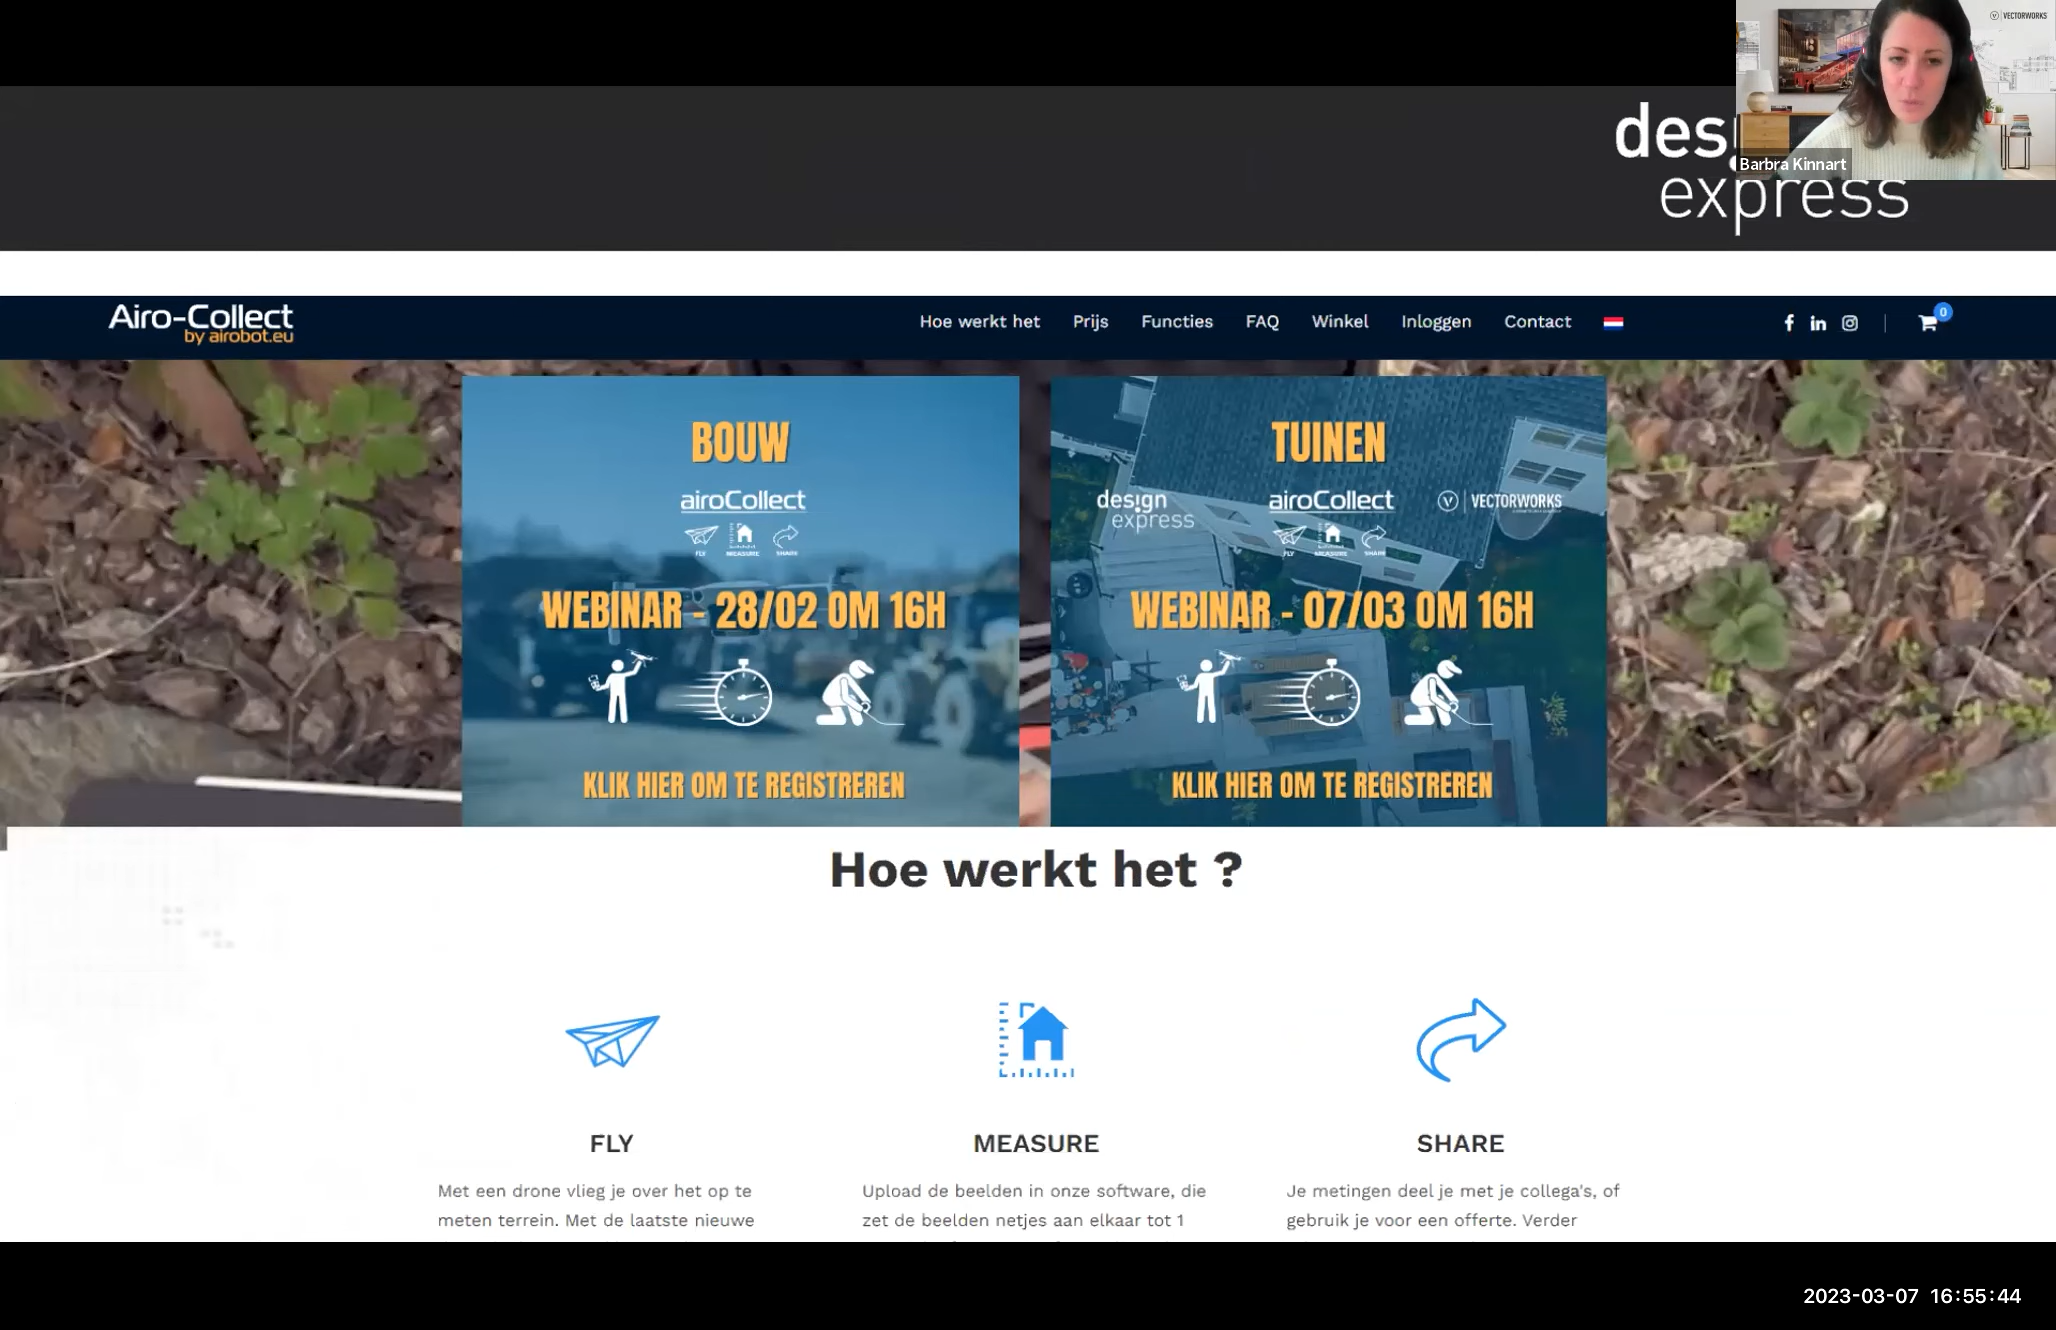 VECTORWORKS
Barbra Kinnart
express
Airo-Collect
by airobot.eu
Hoe werkt het
Prijs
Functies
FAQ
Winkel
Inloggen
Contact
0
BOUW
airoCollect
FLY
MEASURE
SHARE
WEBINAR - 28/02 OM 16H
KLIK HIER OM TE REGISTREREN
TUINEN
design
express
airoCollect
FLY
MEASURE
SHARE
VECTORWORKS
WEBINAR - 07/03 OM 16H
KLIK HIER OM TE REGISTREREN
Hoe werkt het ?
FLY
Met een drone vlieg je over het op te
meten terrein. Met de laatste nieuwe
MEASURE
Upload de beelden in onze software, die
zet de beelden netjes aan elkaar tot 1
SHARE
Je metingen deel je met je collega's, of
gebruik je voor een offerte. Verder
2023-03-07 16:55:44